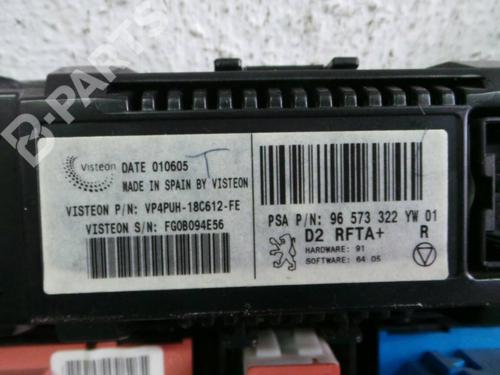 Visteon DATE 010605 T
MADE IN SPAIN BY VISTEON
VISTEON P/N: VP4PUH-18C612-FE
VISTEON S/N: FG0B094E56
PSA P/N: 96 573 322 YW 01
D2 RFTA+ R
HARDWARE: 91
SOFTWARE: 64 05
B-PARTS